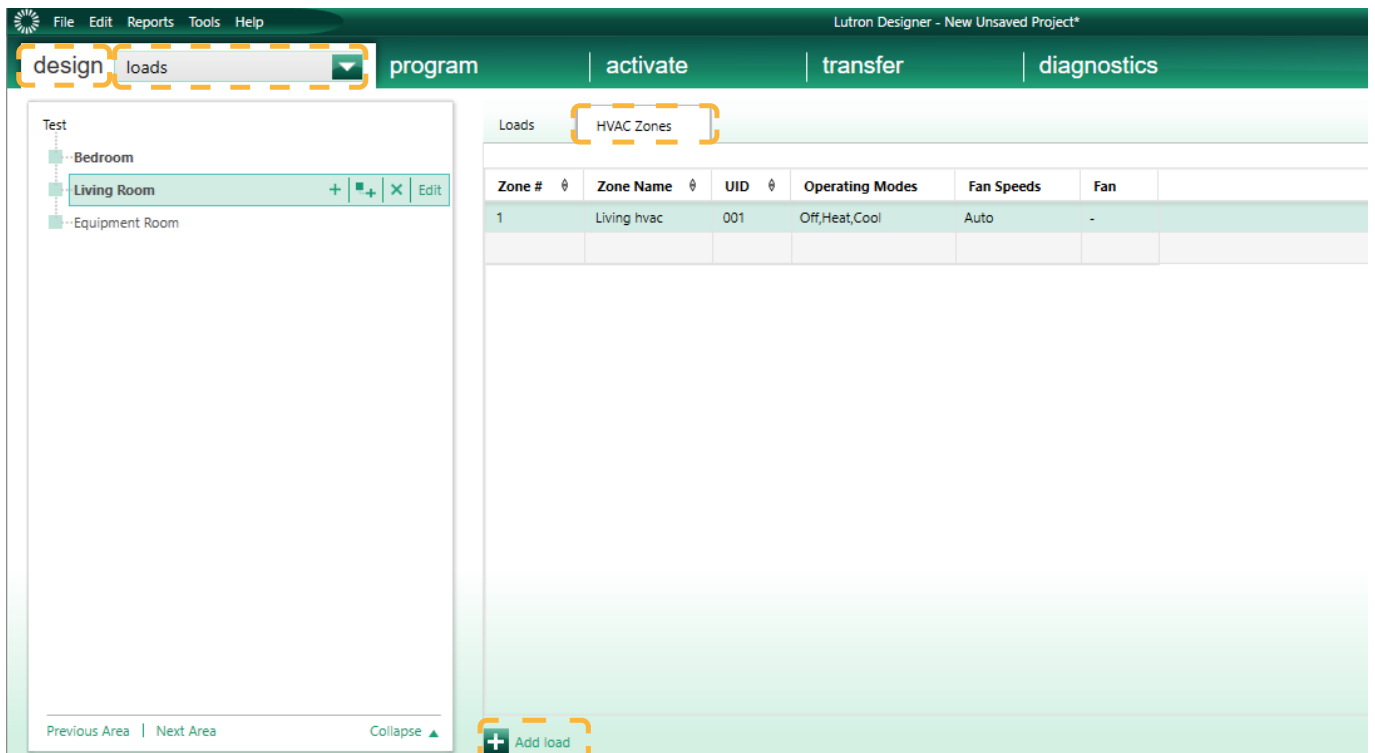 File Edit Reports Tools Help
Lutron Designer - New Unsaved Project*
design loads program activate transfer diagnostics
Test
Bedroom
Living Room + + × Edit
Equipment Room
Previous Area | Next Area Collapse
Loads HVAC Zones
Zone # Zone Name UID Operating Modes Fan Speeds Fan
1 Living hvac 001 Off,Heat,Cool Auto -
Add load